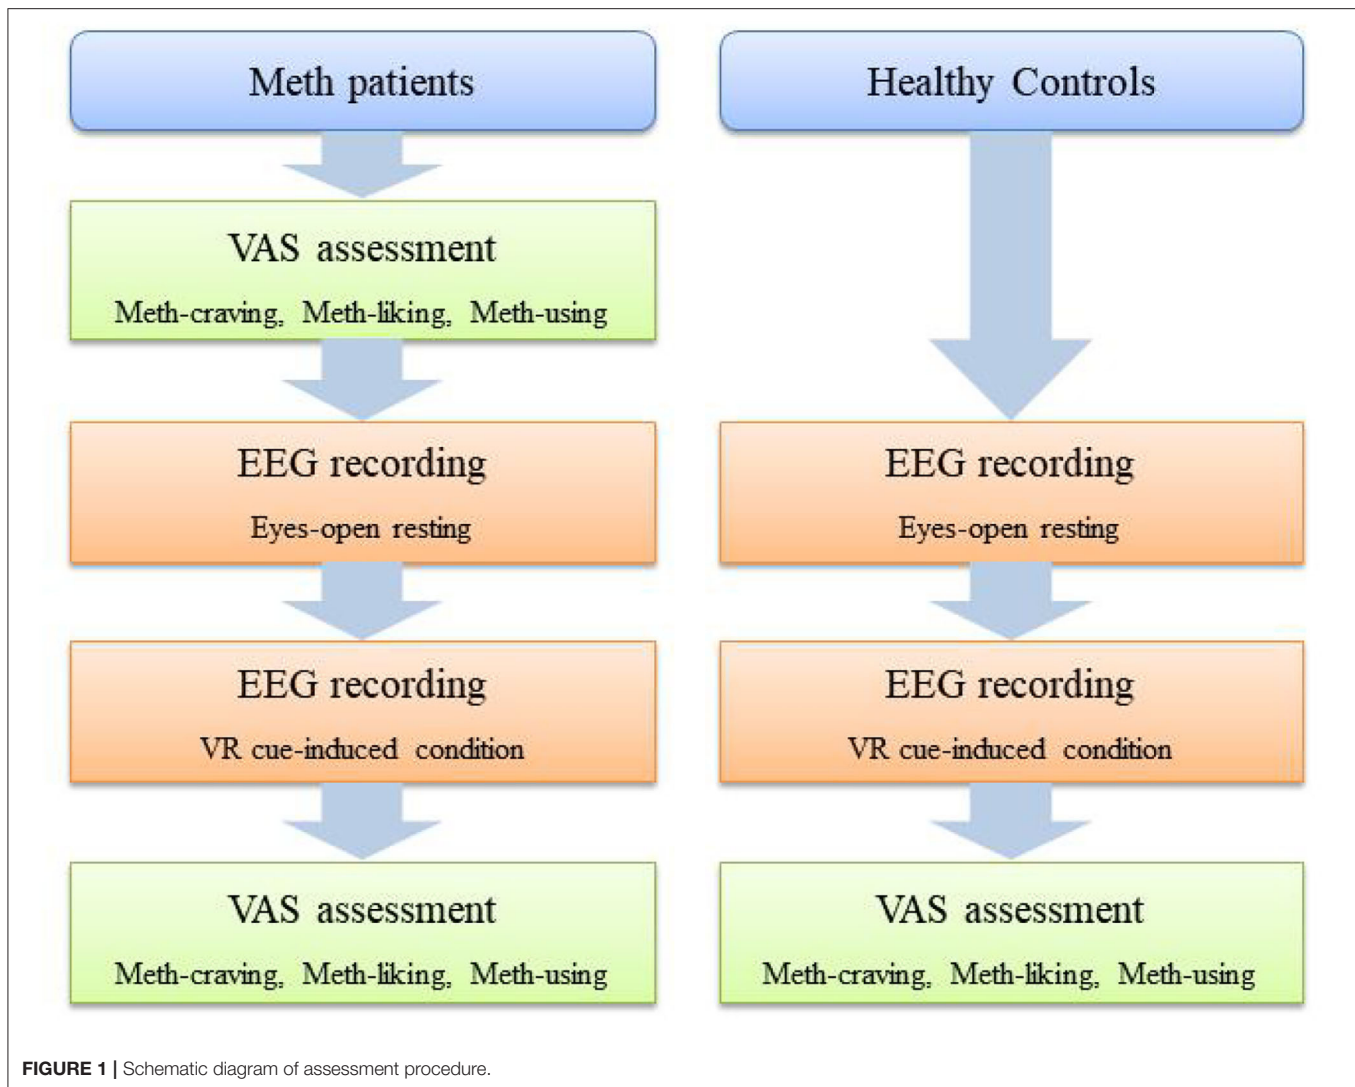 Meth patients
VAS assessment
Meth-craving, Meth-liking, Meth-using
EEG recording
Eyes-open resting
EEG recording
VR cue-induced condition
VAS assessment
Meth-craving, Meth-liking, Meth-using
Healthy Controls
EEG recording
Eyes-open resting
EEG recording
VR cue-induced condition
VAS assessment
Meth-craving, Meth-liking, Meth-using
FIGURE 1 | Schematic diagram of assessment procedure.